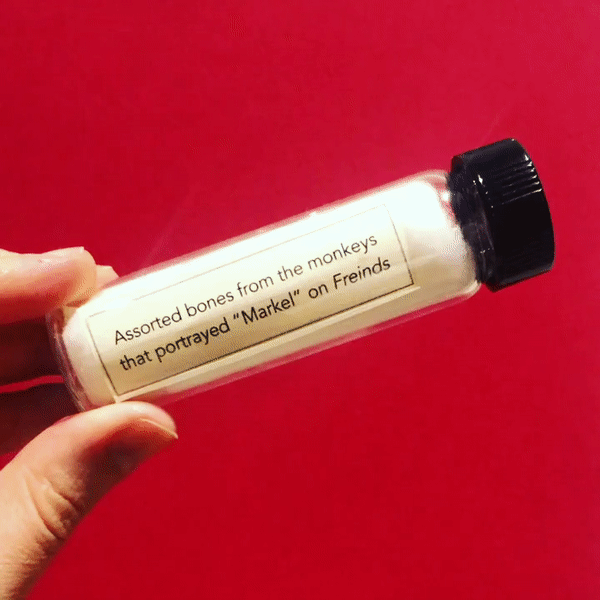 Assorted bones from the monkeys
that portrayed "Markel" on Freinds